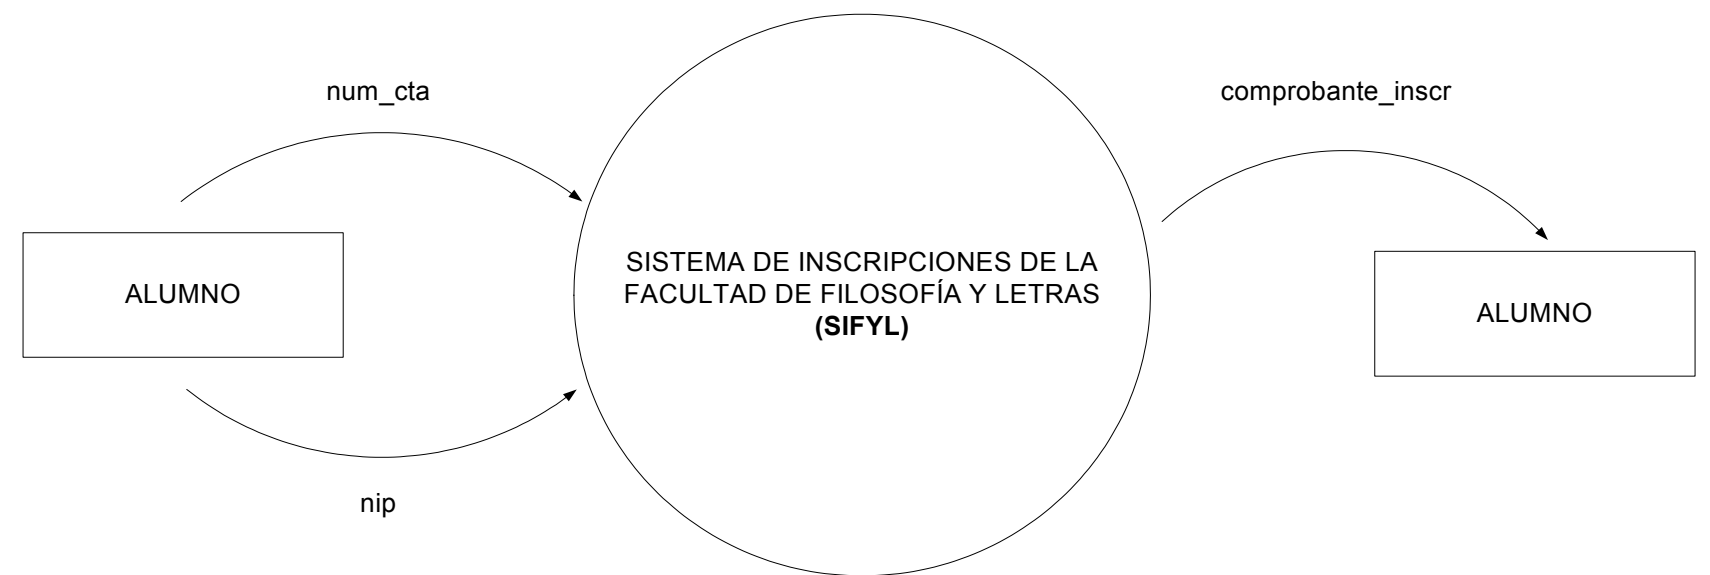 num_cta
comprobante_inscr
ALUMNO
SISTEMA DE INSCRIPCIONES DE LA
FACULTAD DE FILOSOFÍA Y LETRAS
(SIFYL)
ALUMNO
nip